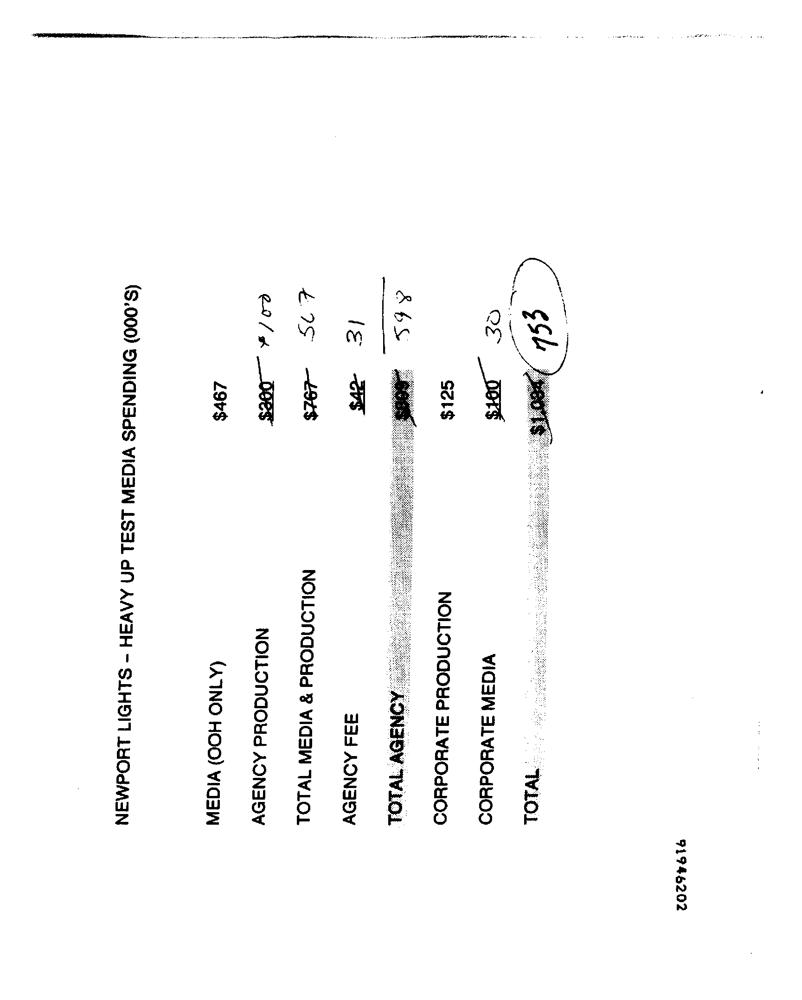 NEWPORT LIGHTS - HEAVY UP TEST MEDIA SPENDING (000'S)
MEDIA (OOH ONLY) $467
AGENCY PRODUCTION $300 $100
TOTAL MEDIA & PRODUCTION $767 567
AGENCY FEE $42 31
TOTAL AGENCY $809 598
CORPORATE PRODUCTION $125
CORPORATE MEDIA $100 30
TOTAL $1,034 753
91946202